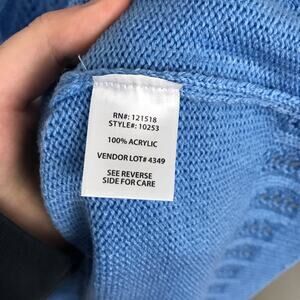 RN#: 121518
STYLE#: 10253
100% ACRYLIC
VENDOR LOT# 4349
SEE REVERSE
SIDE FOR CARE